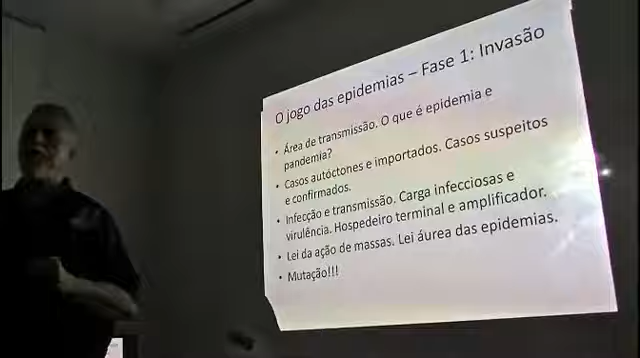 O jogo das epidemias – Fase 1: Invasão
• Área de transmissão. O que é epidemia e
pandemia?
• Casos autóctones e importados. Casos suspeitos
e confirmados.
• Infecção e transmissão. Carga infecciosas e
virulência. Hospedeiro terminal e amplificador.
• Lei da ação de massas. Lei áurea das epidemias.
• Mutação!!!